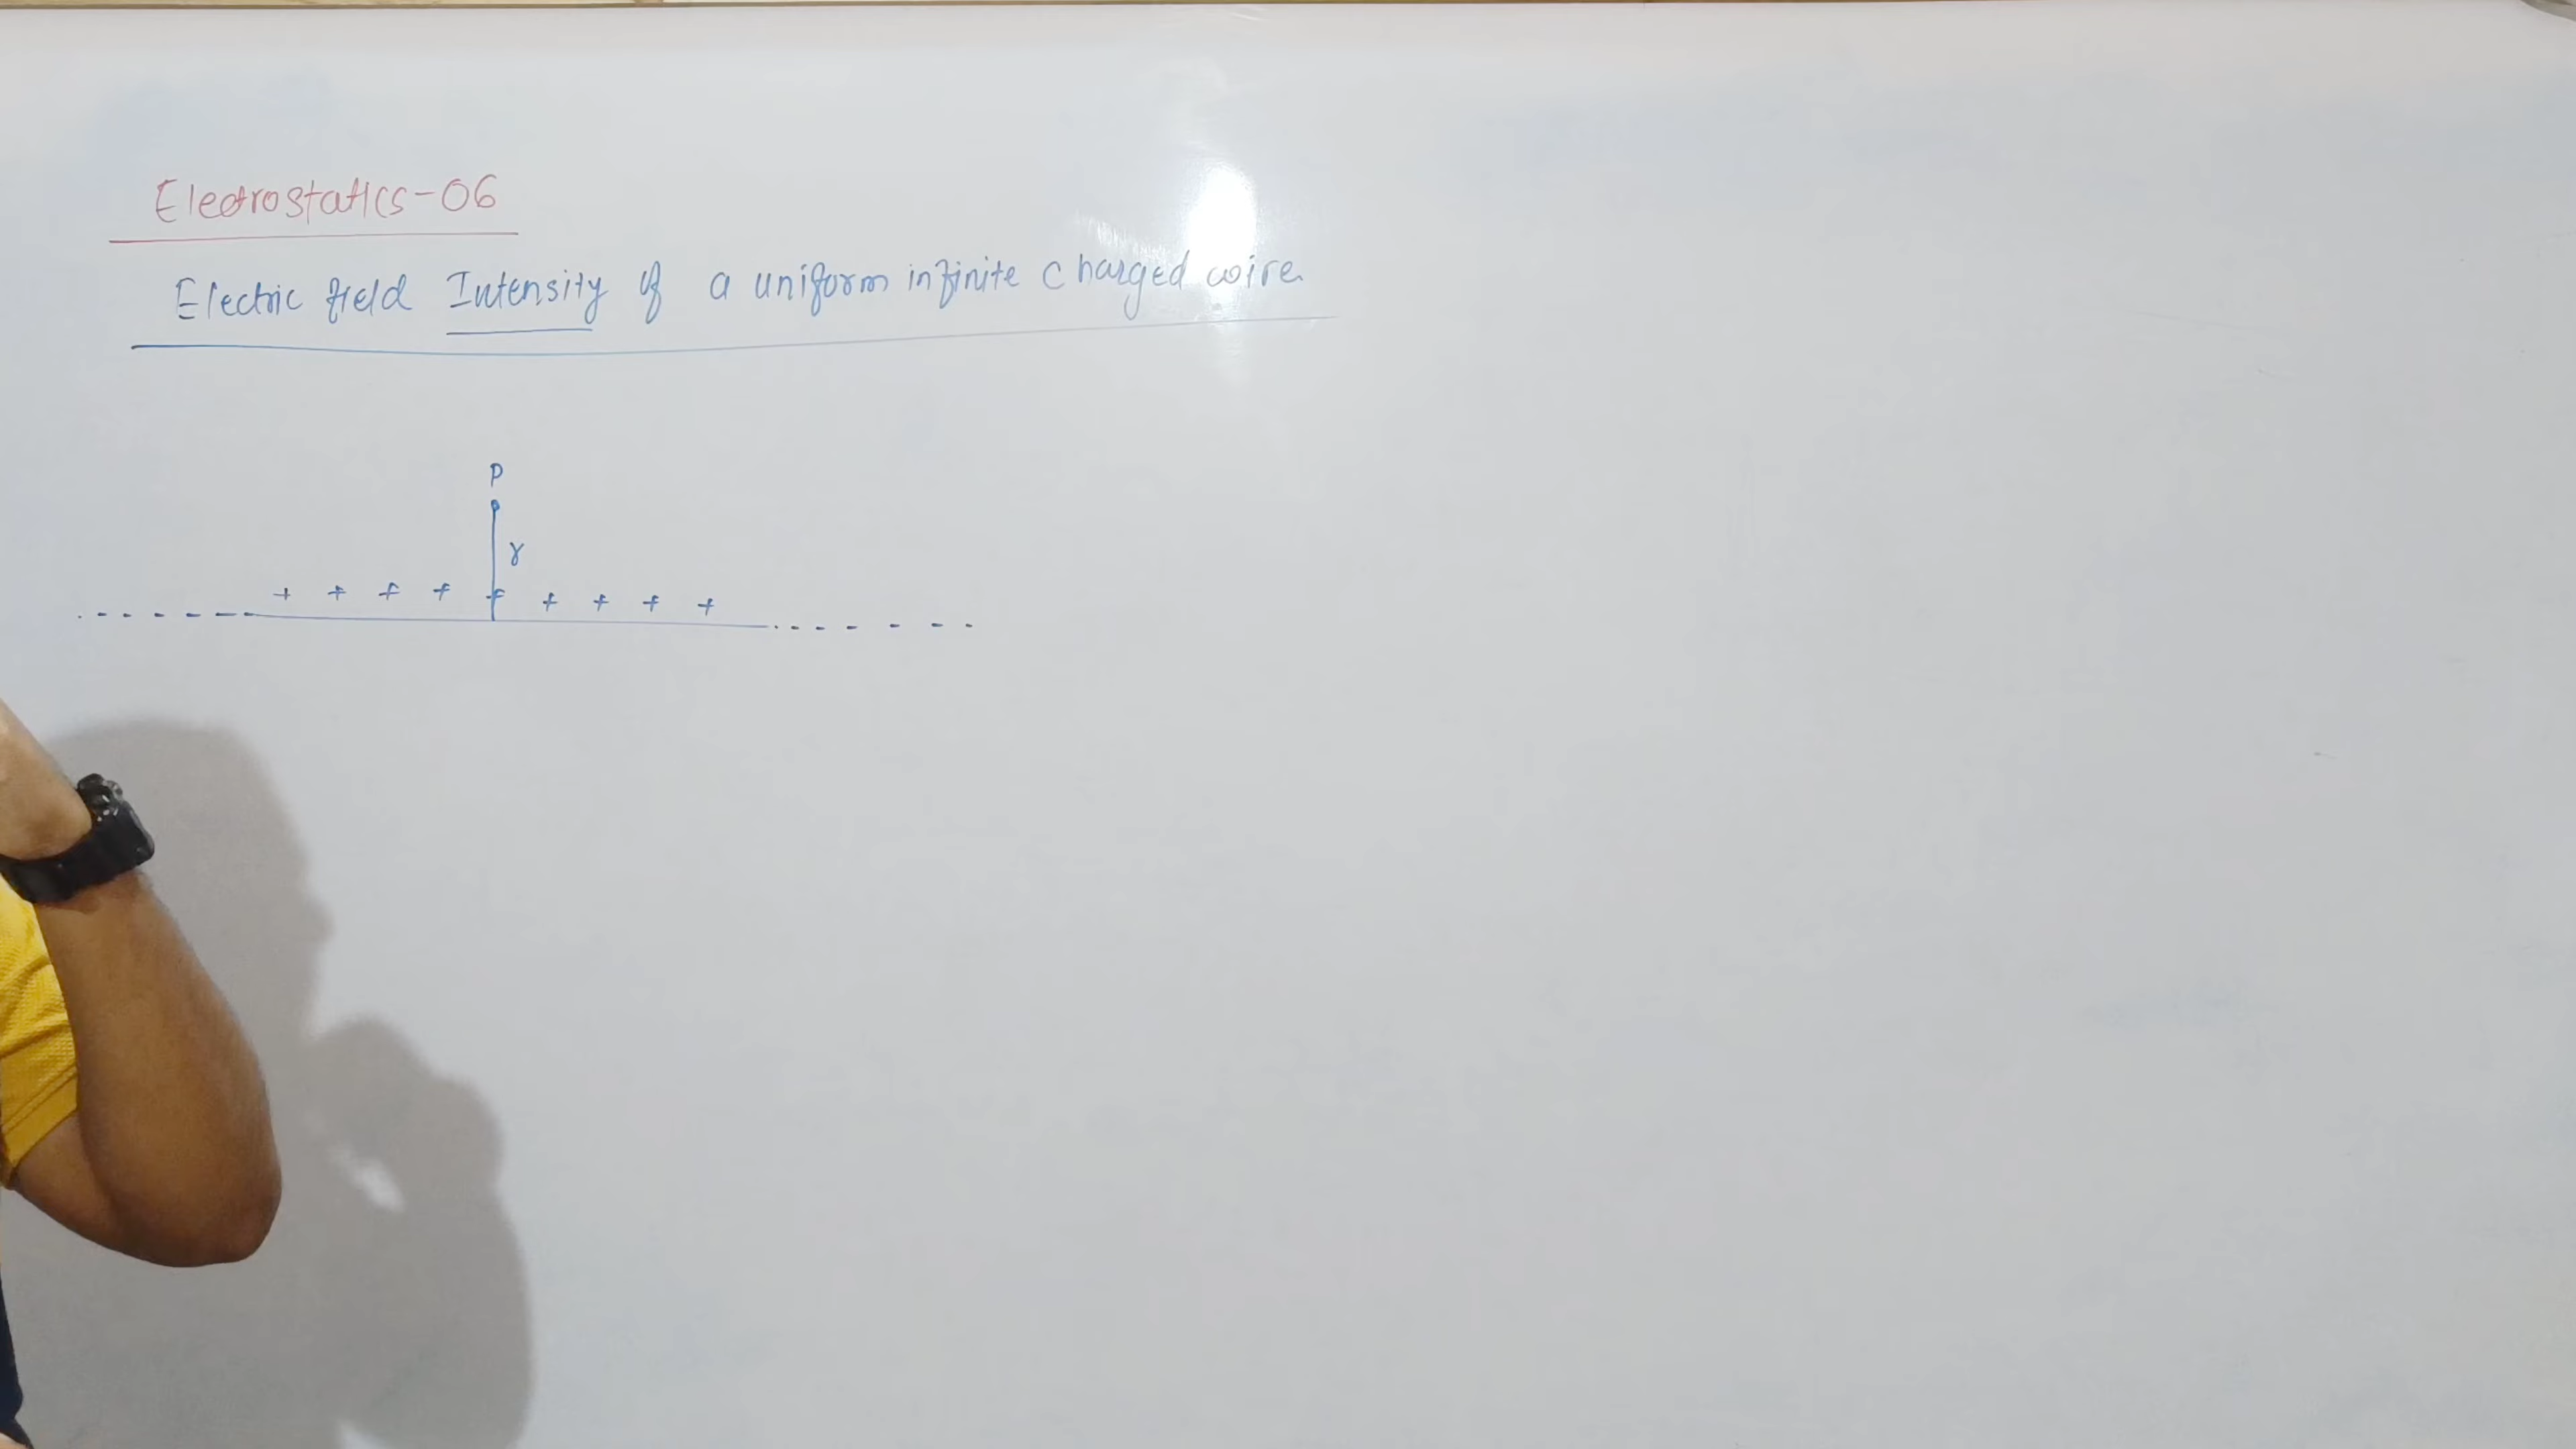 Electrostatics-06
Electric field Intensity of a uniform infinite charged wire.
P
r
+ + + + + + + + +